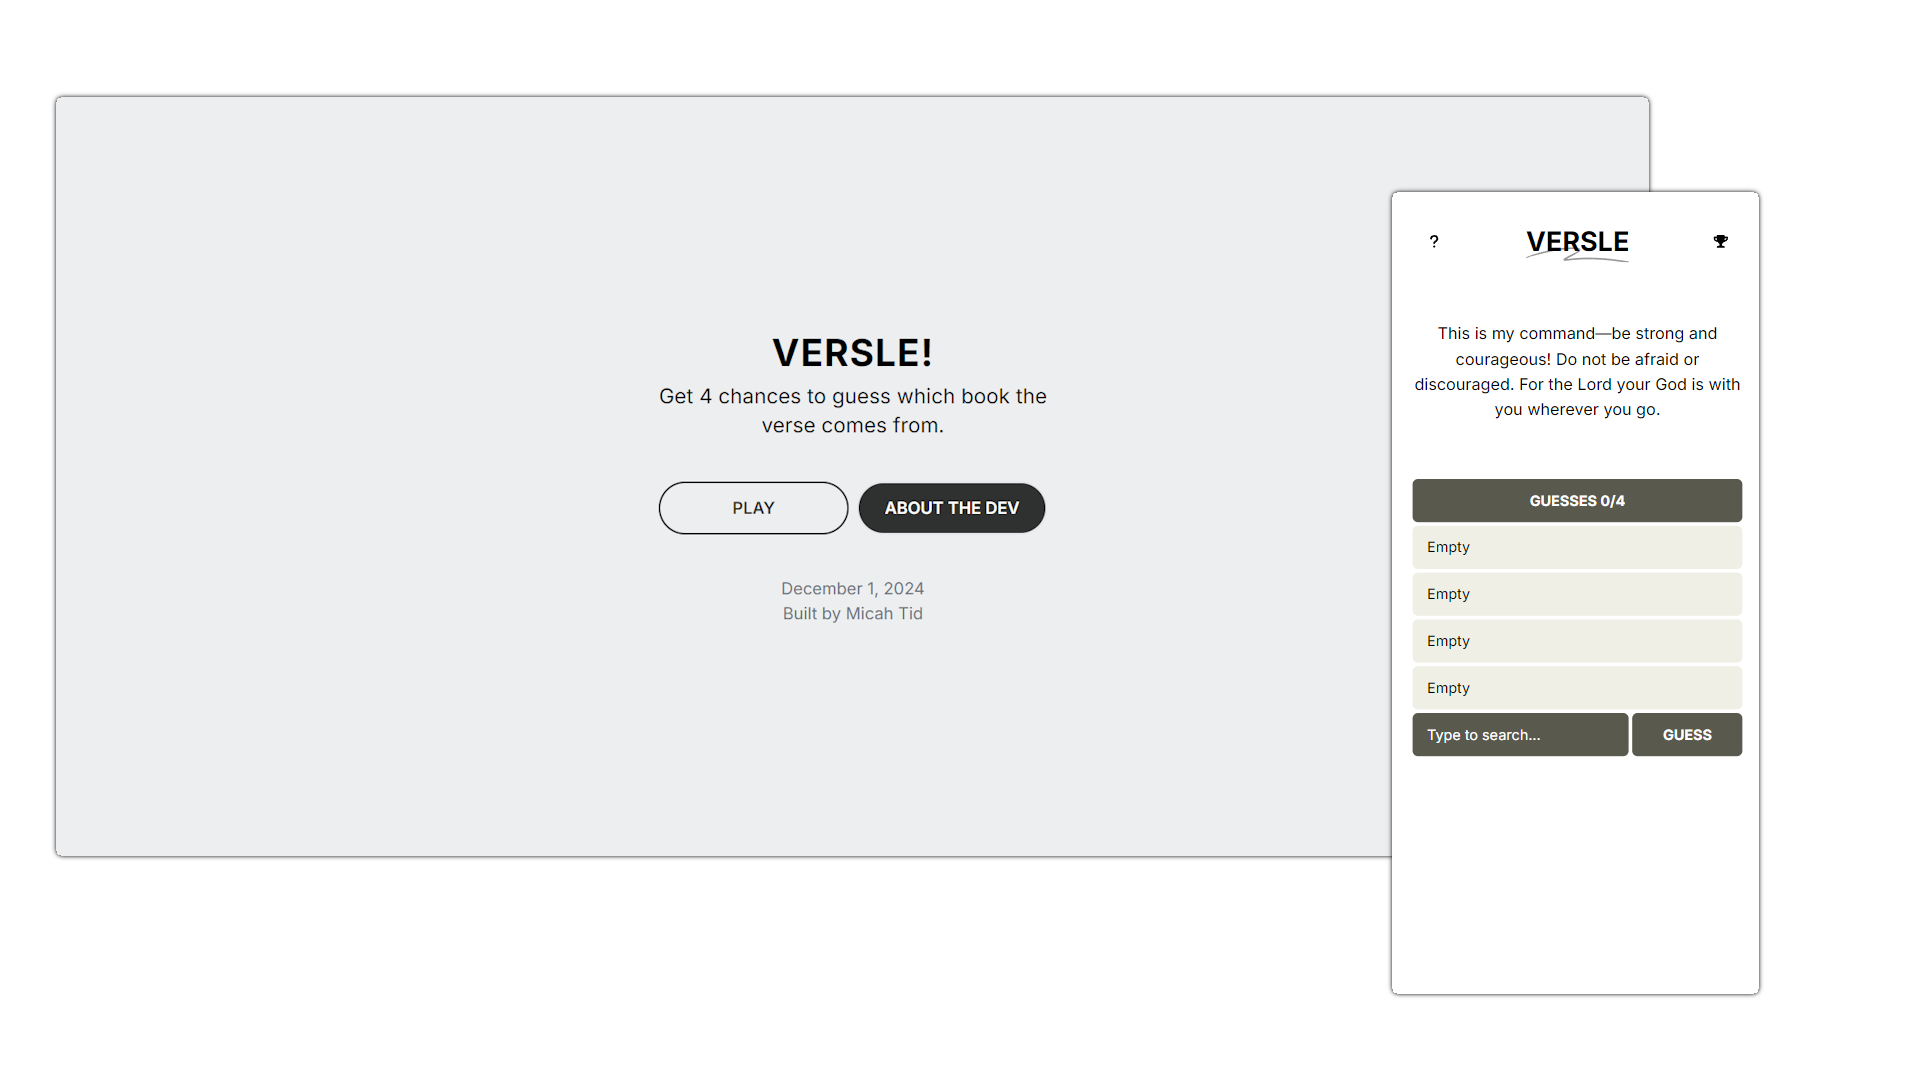 VERSLE!
Get 4 chances to guess which book the
verse comes from.
PLAY
ABOUT THE DEV
December 1, 2024
Built by Micah Tid
?
VERSLE
This is my command—be strong and
courageous! Do not be afraid or
discouraged. For the Lord your God is with
you wherever you go.
GUESSES 0/4
Empty
Empty
Empty
Empty
Type to search...
GUESS